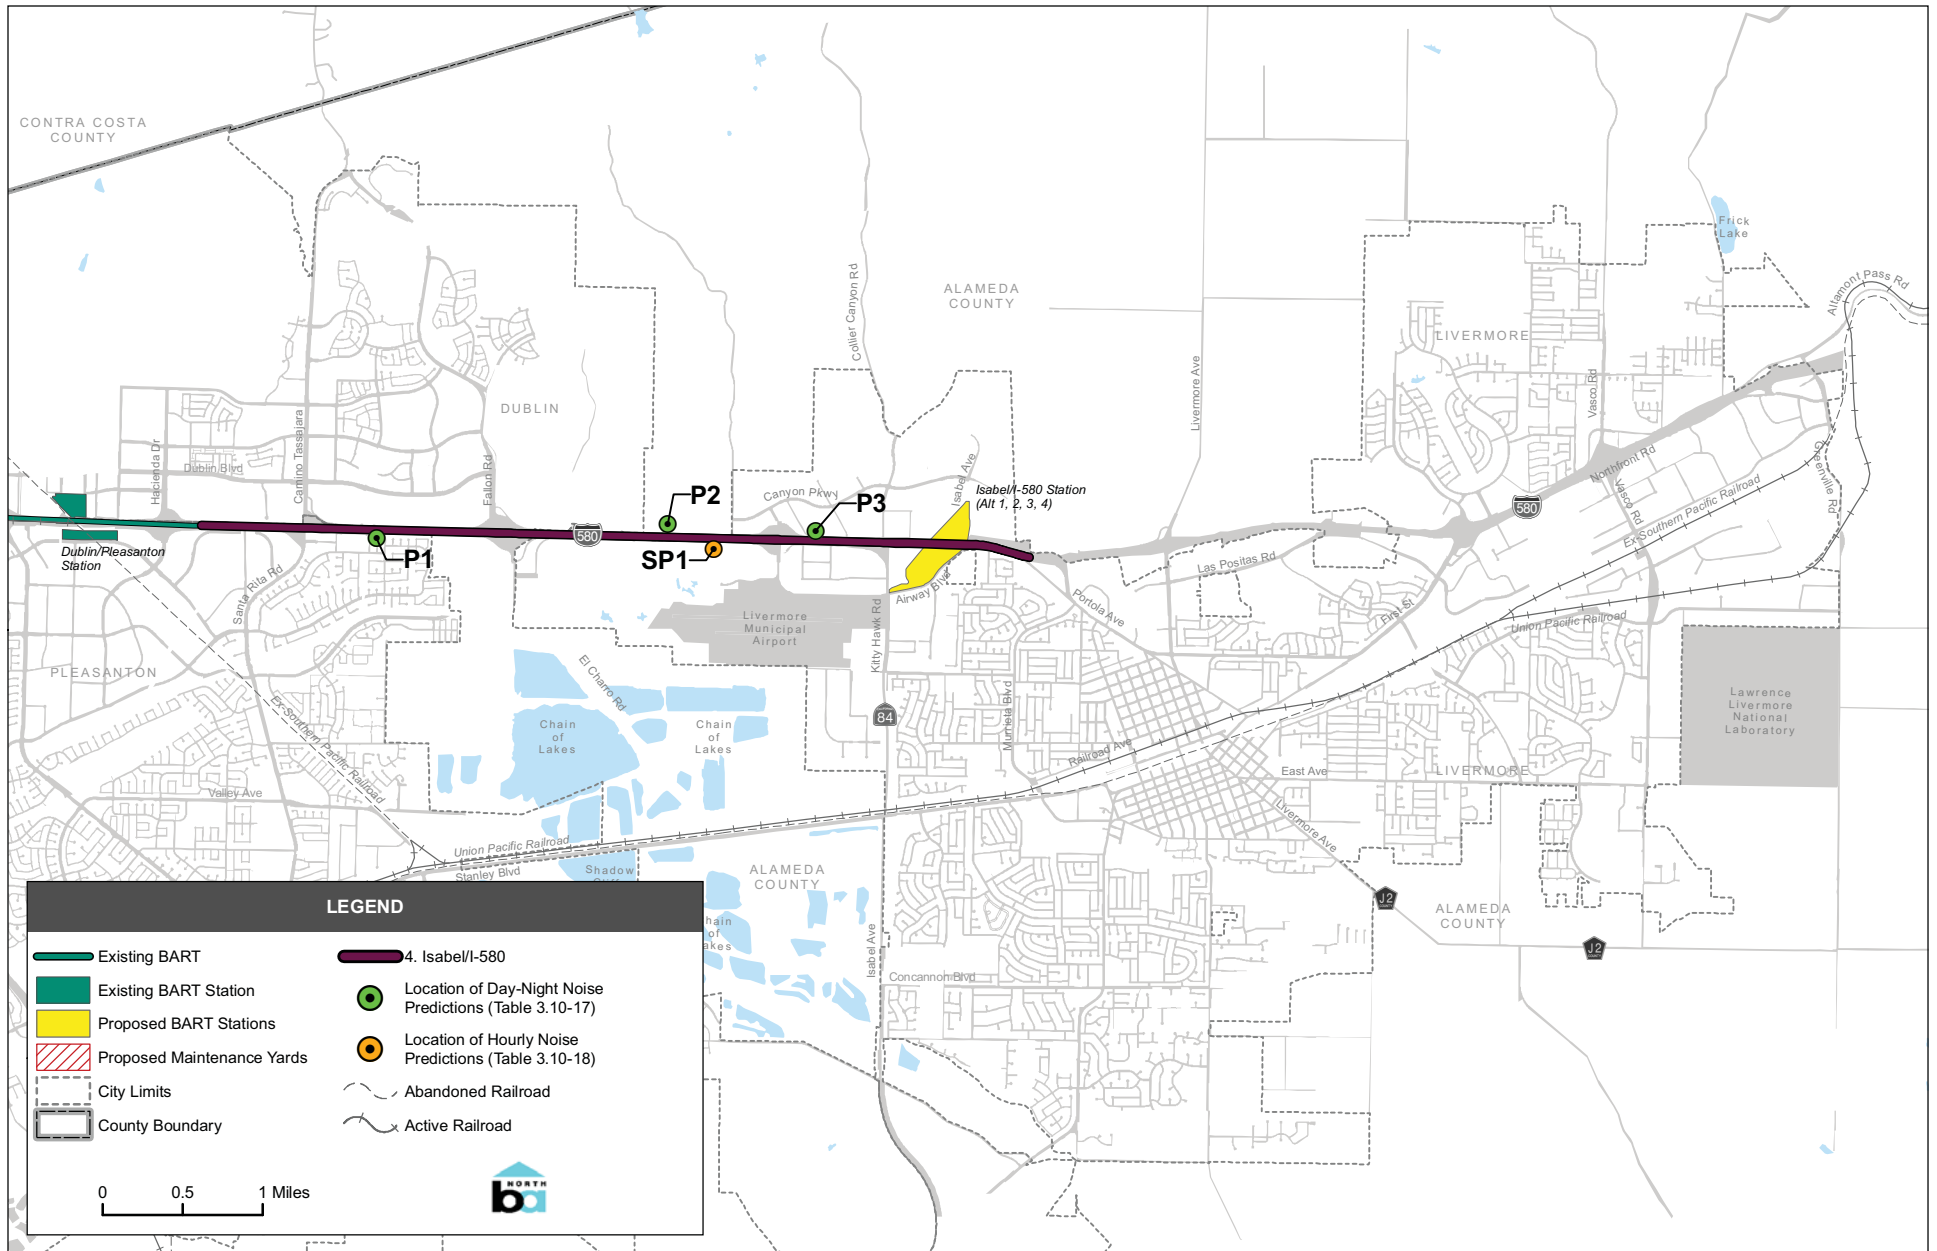 CONTRA COSTA
COUNTY
Frick
Lake
Altamont Pass Rd
ALAMEDA
COUNTY
Collier Canyon Rd
LIVERMORE
Livermore Ave
Vasco Rd
DUBLIN
Hacienda Dr
Camino Tassajara
Dublin Blvd
Fallon Rd
Canyon Pkwy
Isabel Ave
Isabel/I-580 Station
(Alt 1, 2, 3, 4)
Northfront Rd
Vasco Rd
Greenville Rd
Ex-Southern Pacific Railroad
580
P2
P3
580
Dublin/Pleasanton
Station
P1
SP1
Las Positas Rd
Airway Blvd
Santa Rita Rd
Portola Ave
First St
Union Pacific Railroad
Livermore
Municipal
Airport
Kitty Hawk Rd
PLEASANTON
El Charro Rd
Ex-Southern Pacific Railroad
84
Murrieta Blvd
Lawrence
Livermore
National
Laboratory
Chain
of
Lakes
Chain
of
Lakes
Railroad Ave
East Ave
LIVERMORE
Valley Ave
Livermore Ave
Union Pacific Railroad
Stanley Blvd
Shadow
ALAMEDA
COUNTY
J2
ALAMEDA
COUNTY
J2
of
Isabel Ave
Concannon Blvd
LEGEND
Existing BART
Existing BART Station
Proposed BART Stations
Proposed Maintenance Yards
City Limits
County Boundary
4. Isabel/I-580
Location of Day-Night Noise
Predictions (Table 3.10-17)
Location of Hourly Noise
Predictions (Table 3.10-18)
Abandoned Railroad
Active Railroad
0 0.5 1 Miles
NORTH
ba